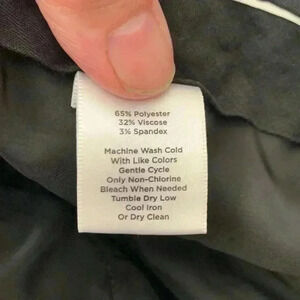 65% Polyester
32% Viscose
3% Spandex
Machine Wash Cold
With Like Colors
Gentle Cycle
Only Non-Chlorine
Bleach When Needed
Tumble Dry Low
Cool Iron
Or Dry Clean